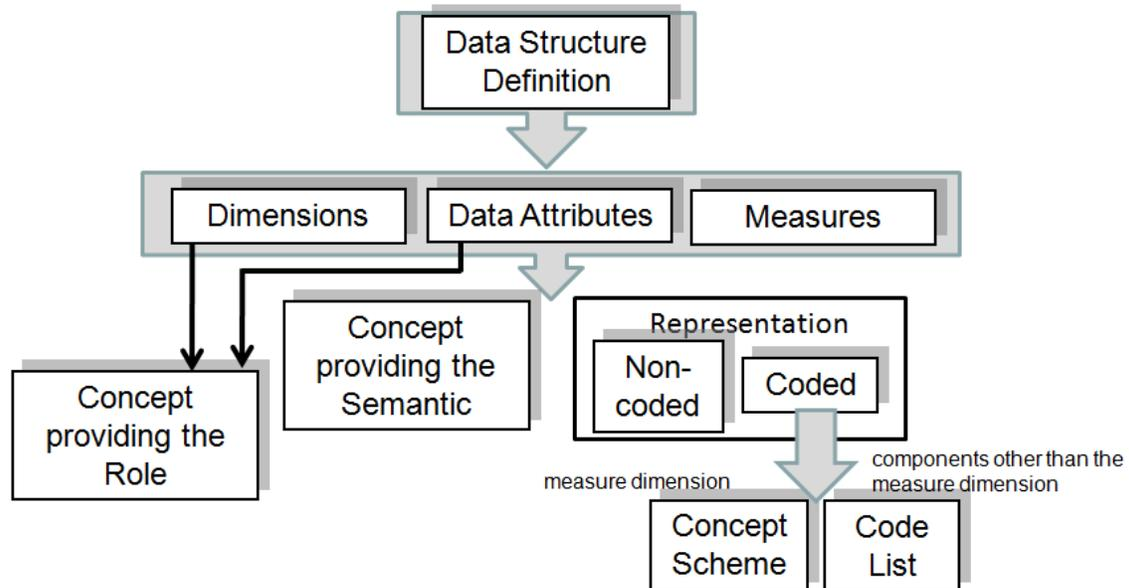 Data Structure
Definition
Dimensions
Data Attributes
Measures
Concept
providing the
Role
Concept
providing the
Semantic
Representation
Non-
coded
Coded
measure dimension
components other than the
measure dimension
Concept
Scheme
Code
List